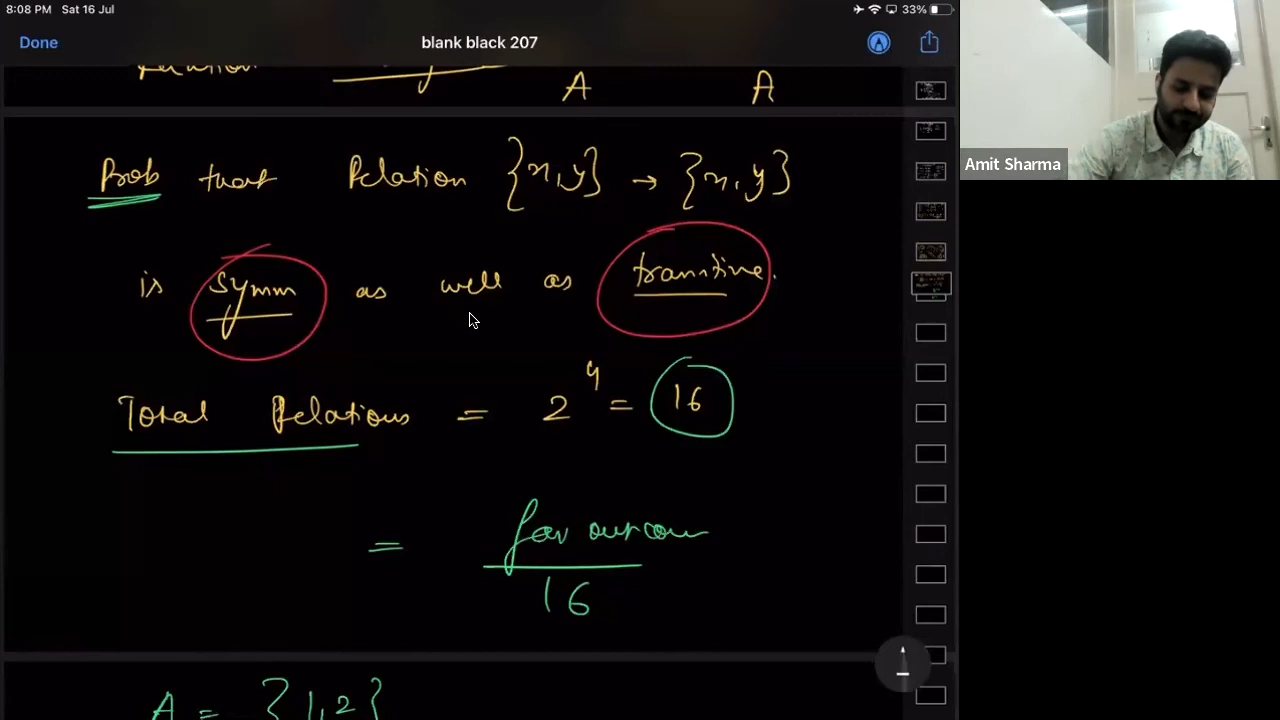 8:08 PM Sat 16 Jul 33%
Done blank black 207
Relation
A A
Prob that Relation {x,y} → {x,y}
Amit Sharma
is Symm as well as transitive.
Total Relations = 2^4 = 16
= fav outcom
16
A = {1,2}